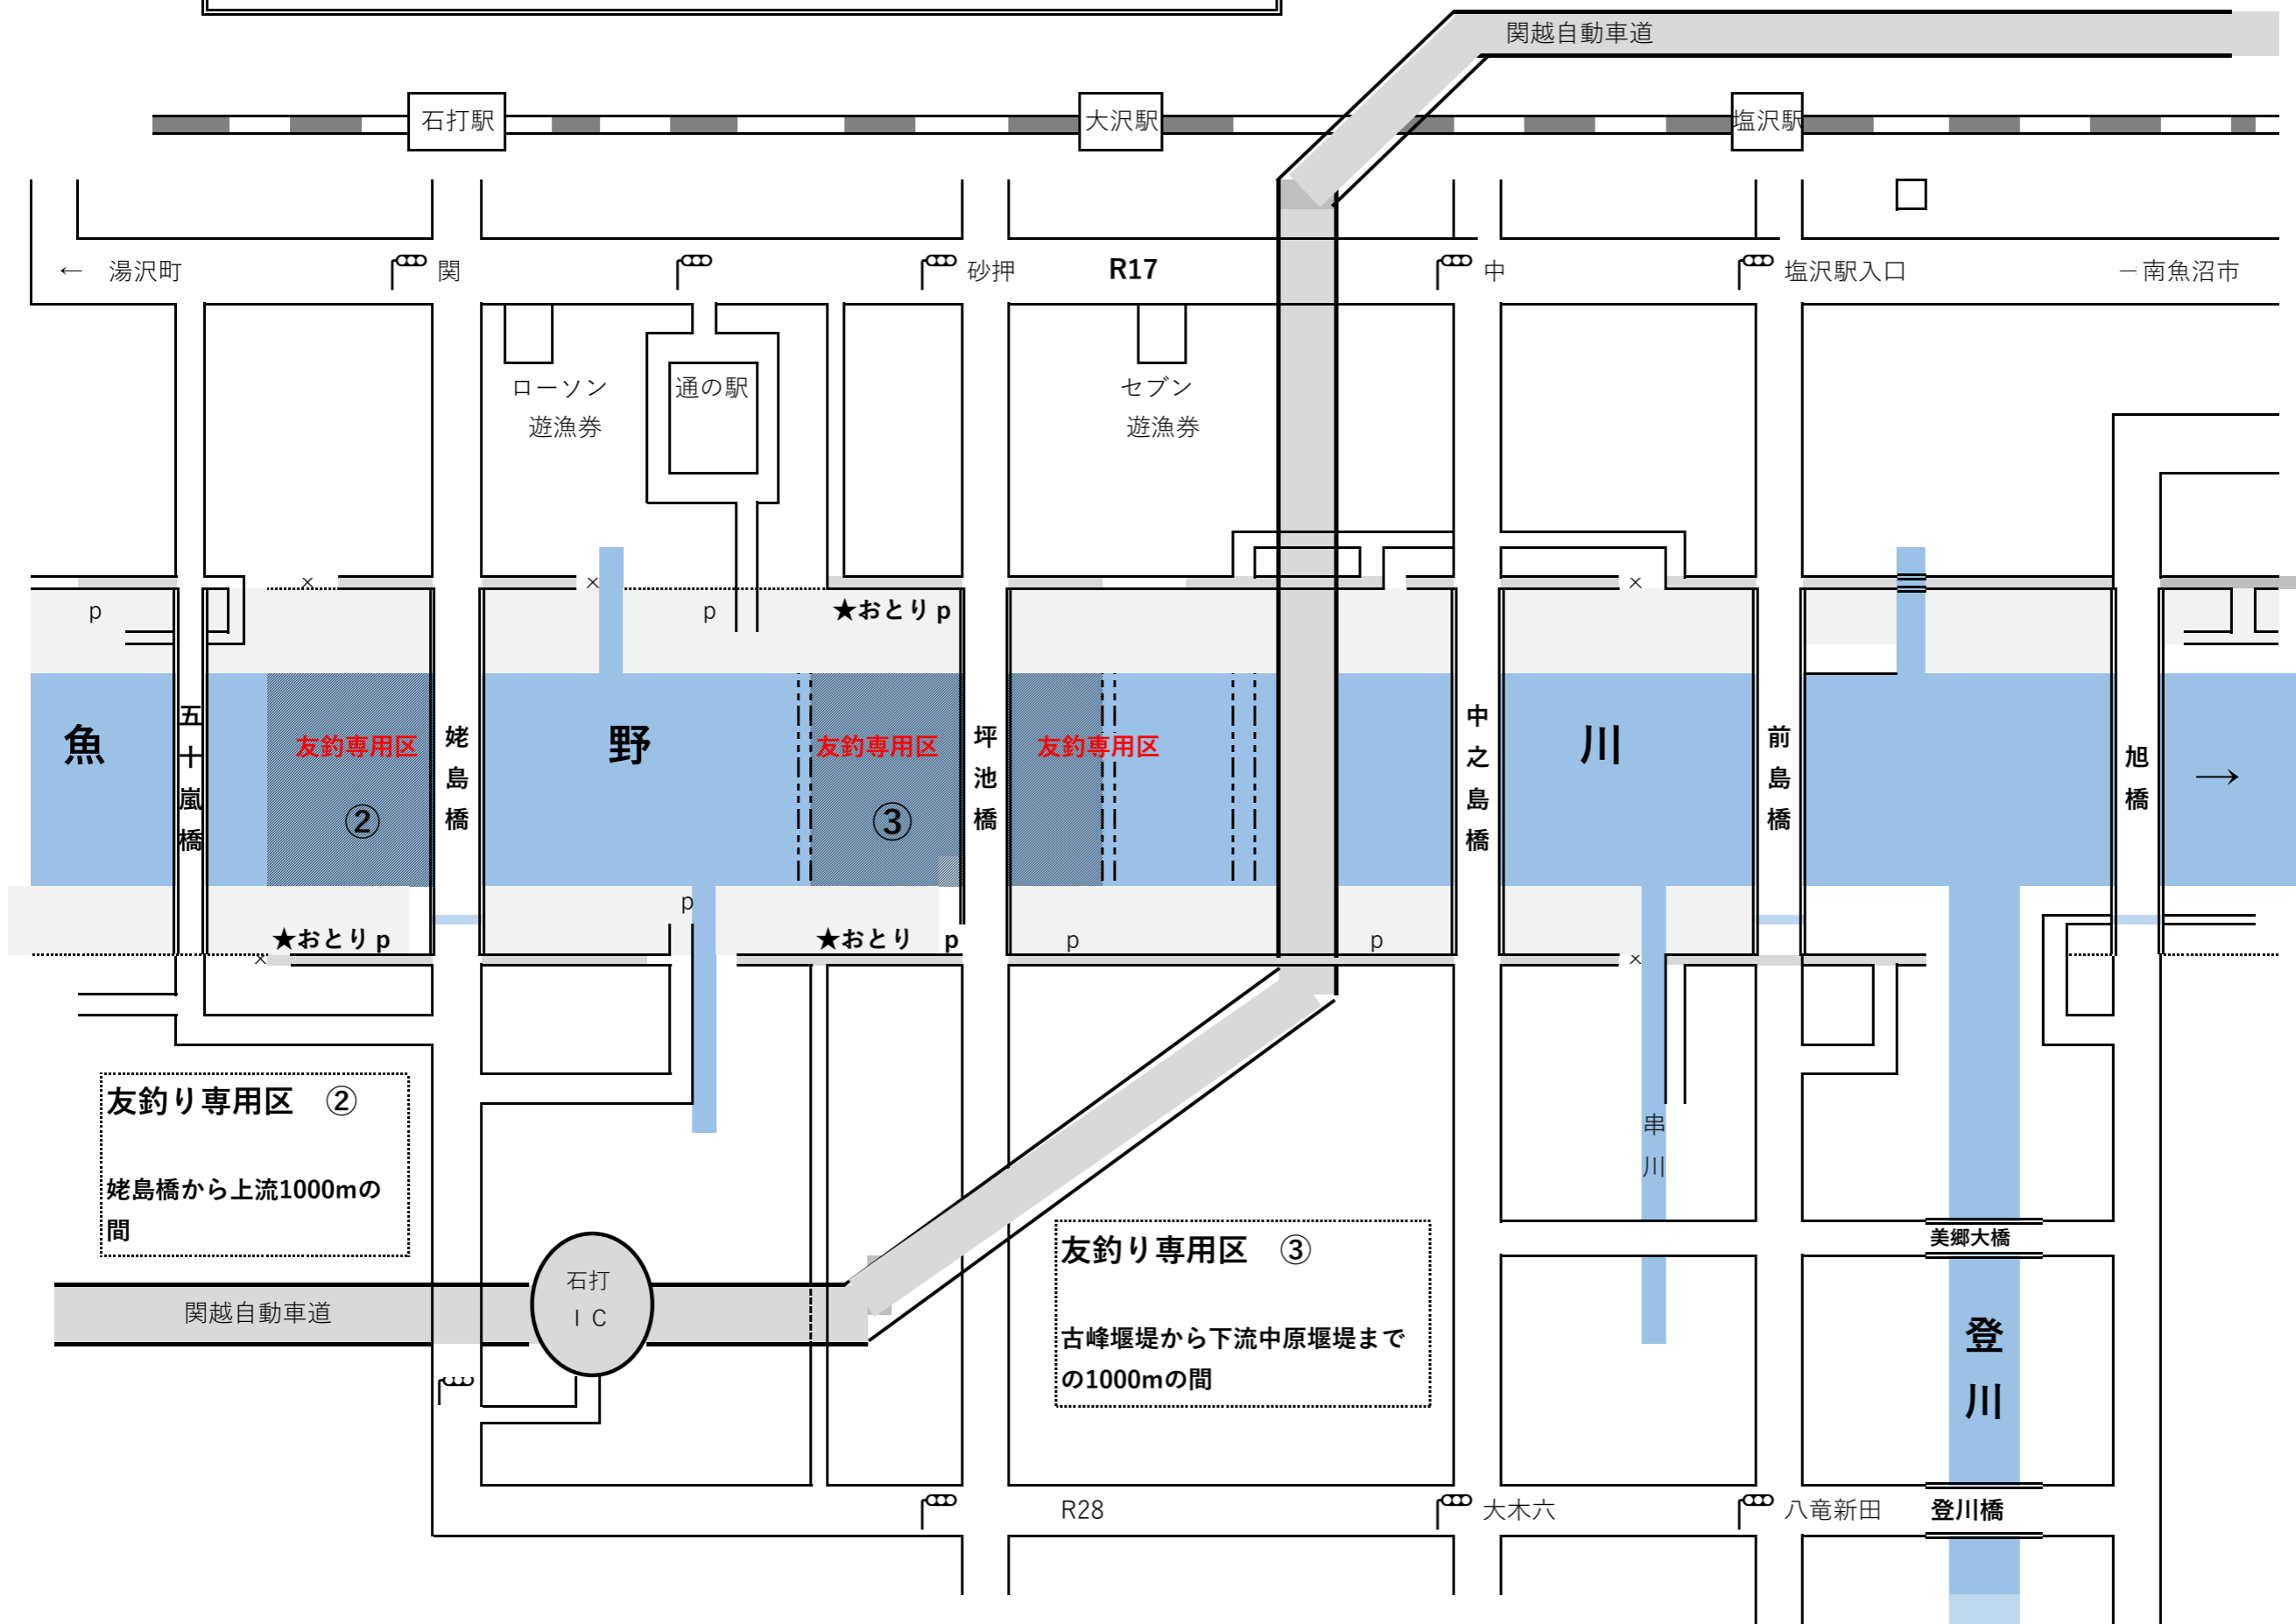 関越自動車道
石打駅
大沢駅
塩沢駅
← 湯沢町
関
砂押
R17
中
塩沢駅入口
南魚沼市
ローソン
遊漁券
通の駅
セブン
遊漁券
×
×
×
p
p
★おとりp
魚
五十嵐橋
友釣専用区
②
姥島橋
野
友釣専用区
③
坪池橋
友釣専用区
中之島橋
川
前島橋
旭橋
→
p
★おとりp
★おとり p
p
p
×
×
友釣り専用区 ②
姥島橋から上流1000mの
間
串川
美郷大橋
友釣り専用区 ③
古峰堰堤から下流中原堰堤まで
の1000mの間
石打
IC
関越自動車道
登川
R28
大木六
八竜新田
登川橋